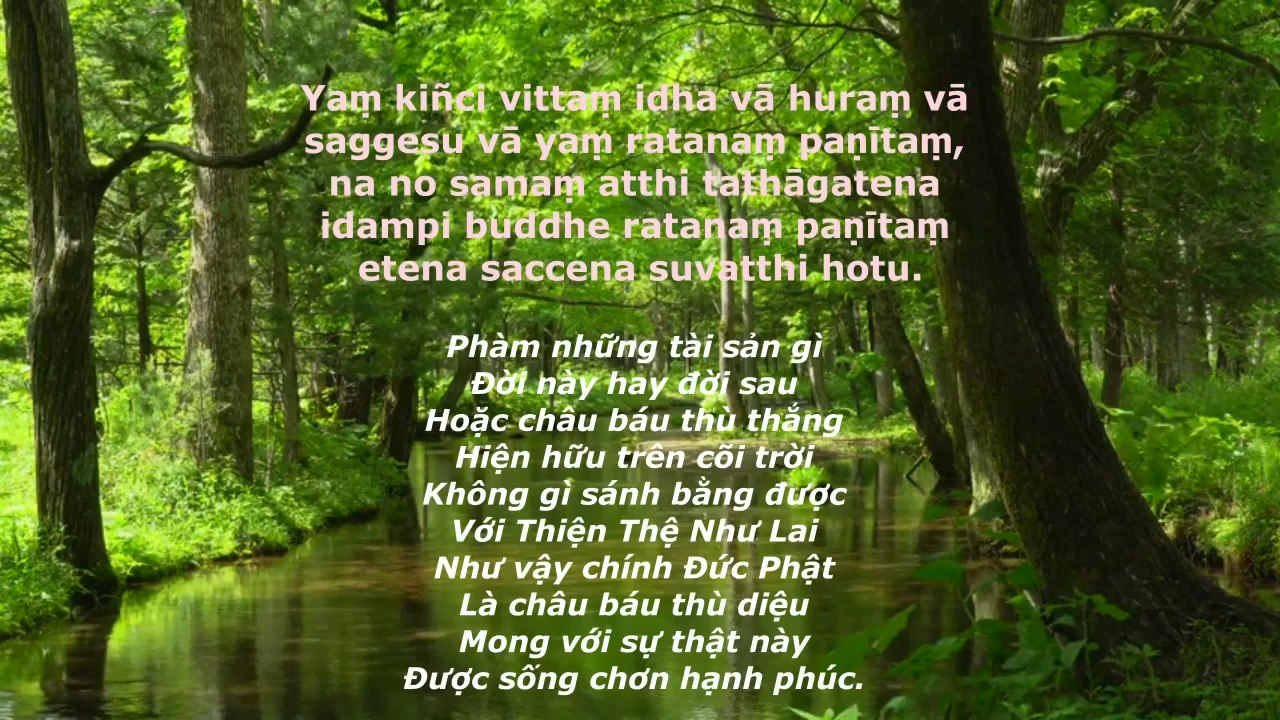 Yaṃ kiñci vittaṃ idha vā huraṃ vā
saggesu vā yaṃ ratanaṃ paṇītaṃ,
na no samaṃ atthi tathāgatena
idampi buddhe ratanaṃ paṇītaṃ
etena saccena suvatthi hotu.
Phàm những tài sản gì
Đời này hay đời sau
Hoặc châu báu thù thắng
Hiện hữu trên cõi trời
Không gì sánh bằng được
Với Thiện Thệ Như Lai
Như vậy chính Đức Phật
Là châu báu thù diệu
Mong với sự thật này
Được sống chơn hạnh phúc.